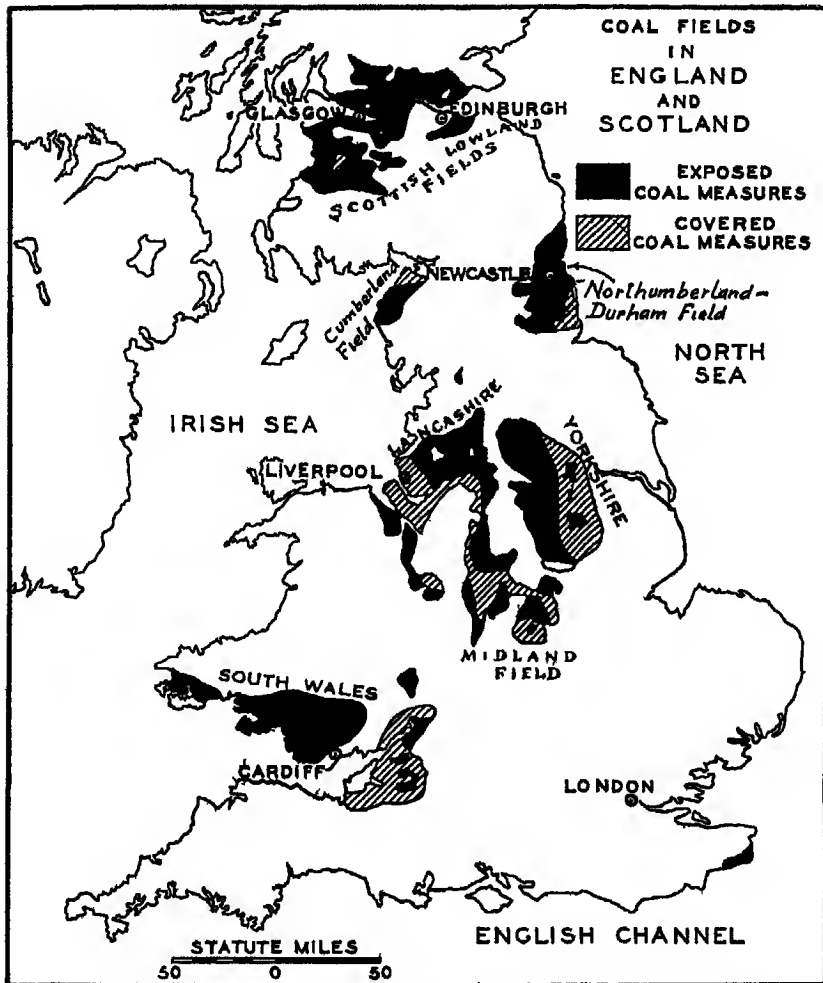 COAL FIELDS
IN
ENGLAND
AND
SCOTLAND
EXPOSED
COAL MEASURES
COVERED
COAL MEASURES
GLASGOW
EDINBURGH
SCOTTISH LOWLAND
FIELDS
NEWCASTLE
Northumberland-
Durham Field
Cumberland
Field
NORTH
SEA
IRISH SEA
LANCASHIRE
LIVERPOOL
YORKSHIRE
MIDLAND
FIELD
SOUTH WALES
CARDIFF
LONDON
ENGLISH CHANNEL
STATUTE MILES
50 0 50